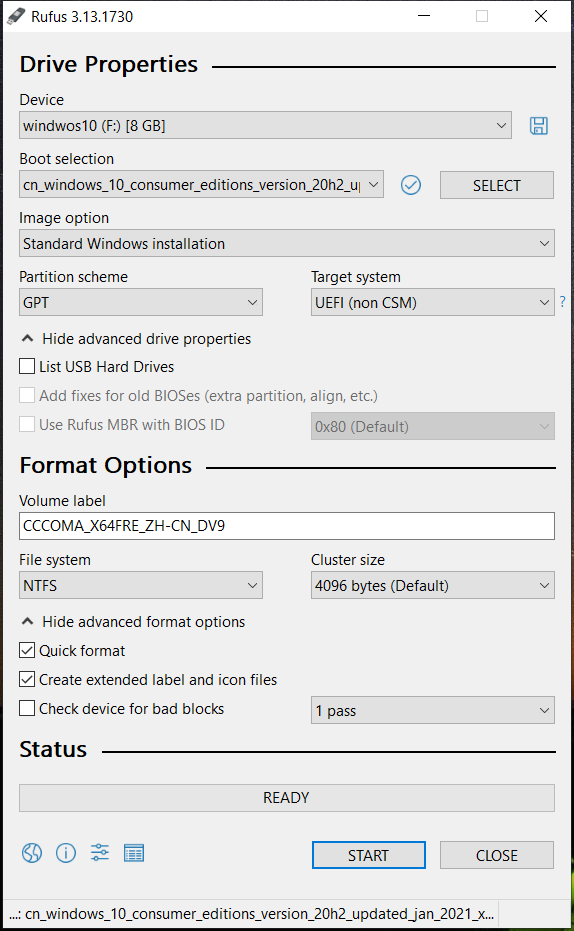 Rufus 3.13.1730
Drive Properties
Device
windwos10 (F:) [8 GB]
Boot selection
cn_windows_10_consumer_editions_version_20h2_u
SELECT
Image option
Standard Windows installation
Partition scheme
Target system
GPT
UEFI (non CSM)
?
Hide advanced drive properties
List USB Hard Drives
Add fixes for old BIOSes (extra partition, align, etc.)
Use Rufus MBR with BIOS ID
0x80 (Default)
Format Options
Volume label
CCCOMA_X64FRE_ZH-CN_DV9
File system
Cluster size
NTFS
4096 bytes (Default)
Hide advanced format options
Quick format
Create extended label and icon files
Check device for bad blocks
1 pass
Status
READY
START
CLOSE
...: cn_windows_10_consumer_editions_version_20h2_updated_jan_2021_x...